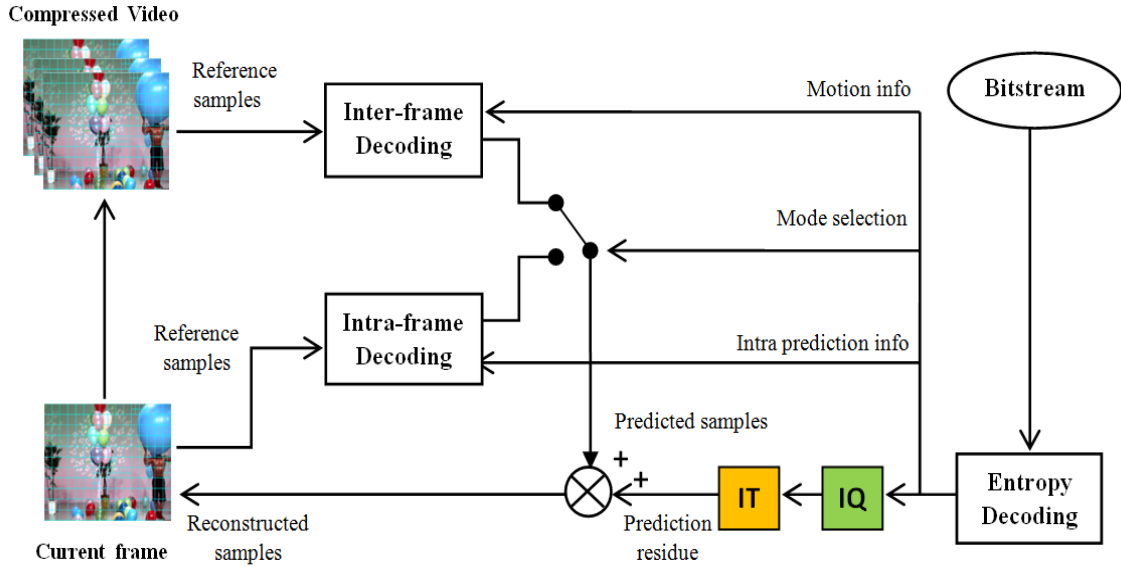 Compressed Video
Reference
samples
Inter-frame
Decoding
Motion info
Bitstream
Mode selection
Reference
samples
Intra-frame
Decoding
Intra prediction info
Predicted samples
+
+
IT
IQ
Entropy
Decoding
Reconstructed
samples
Prediction
residue
Current frame